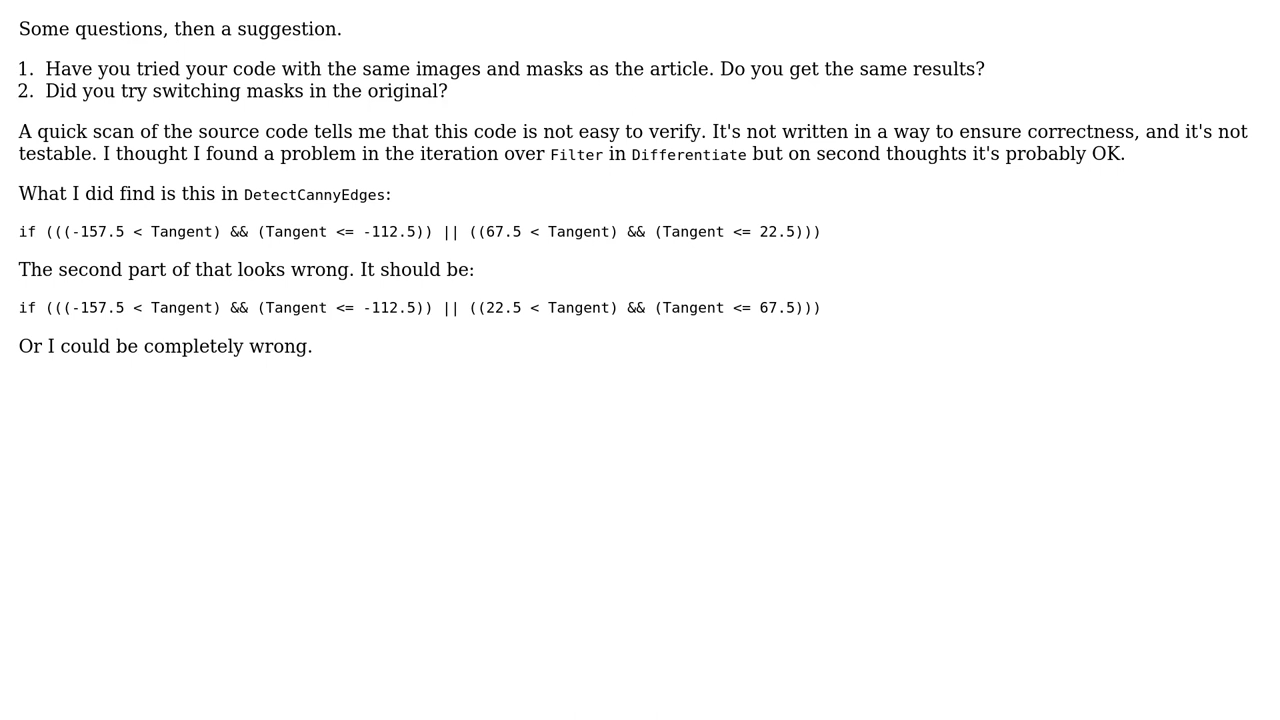 Some questions, then a suggestion.
1. Have you tried your code with the same images and masks as the article. Do you get the same results?
2. Did you try switching masks in the original?
A quick scan of the source code tells me that this code is not easy to verify. It's not written in a way to ensure correctness, and it's not
testable. I thought I found a problem in the iteration over Filter in Differentiate but on second thoughts it's probably OK.
What I did find is this in DetectCannyEdges:
if (((-157.5 < Tangent) && (Tangent <= -112.5)) || ((67.5 < Tangent) && (Tangent <= 22.5)))
The second part of that looks wrong. It should be:
if (((-157.5 < Tangent) && (Tangent <= -112.5)) || ((22.5 < Tangent) && (Tangent <= 67.5)))
Or I could be completely wrong.